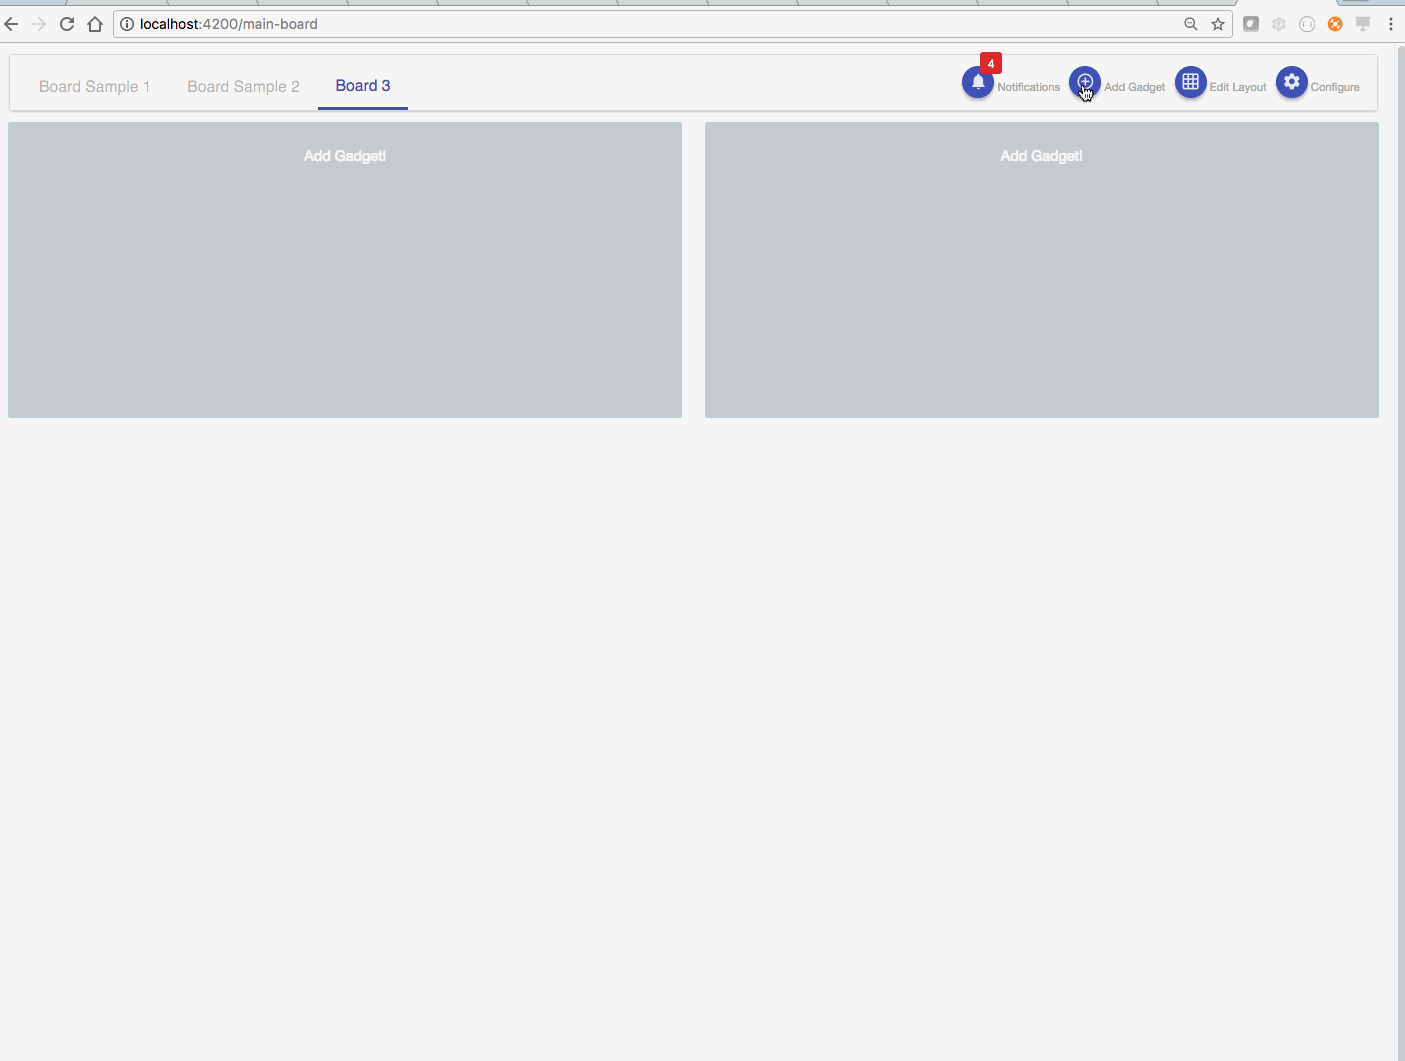 localhost:4200/main-board
Board Sample 1 Board Sample 2 Board 3 4 Notifications Add Gadget Edit Layout Configure
Add Gadget! Add Gadget!